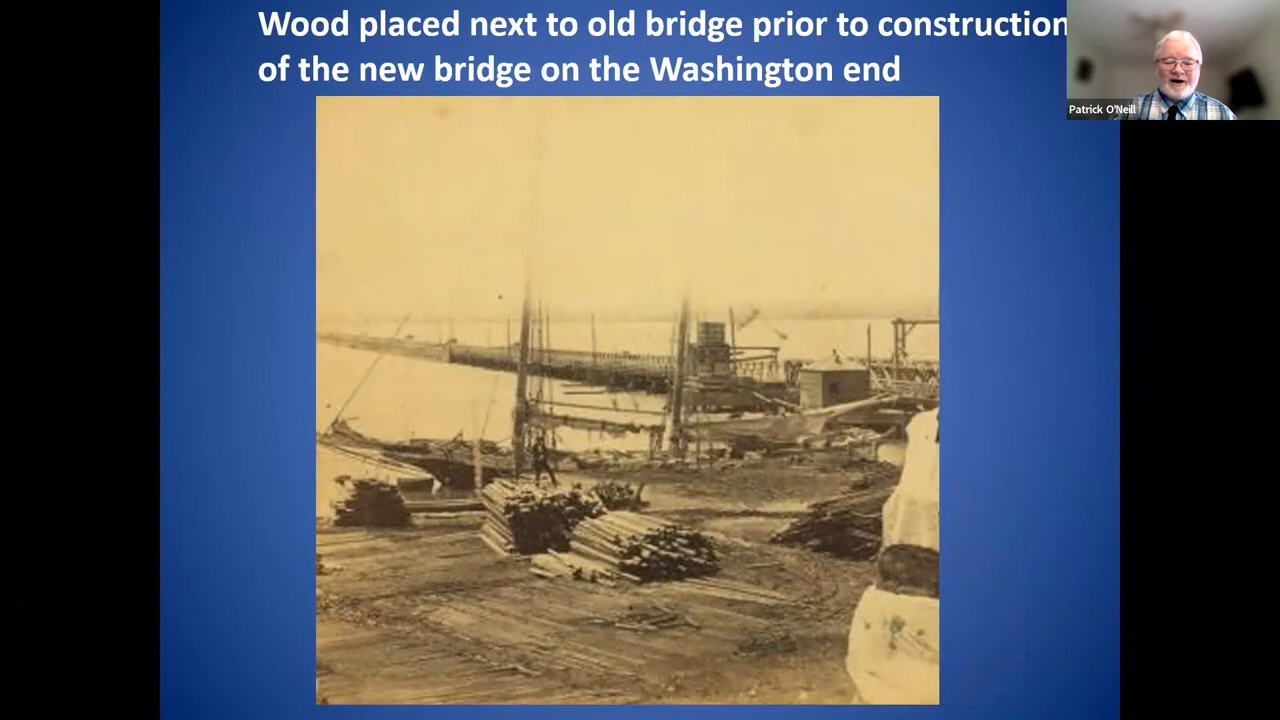 Wood placed next to old bridge prior to construction
of the new bridge on the Washington end
Patrick O'Neill